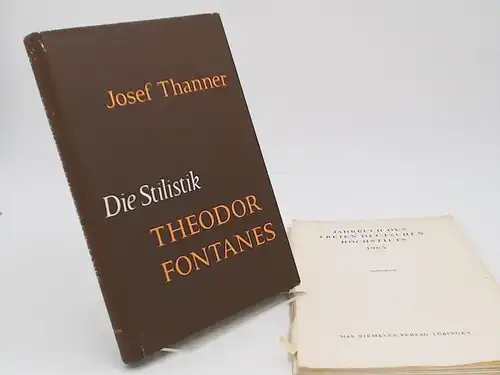 Josef Thanner
Die Stilistik
THEODOR
FONTANES
JAHRBUCH DES
FREIEN DEUTSCHEN
HOCHSTIFTS
1965
MAX NIEMEYER VERLAG TÜBINGEN